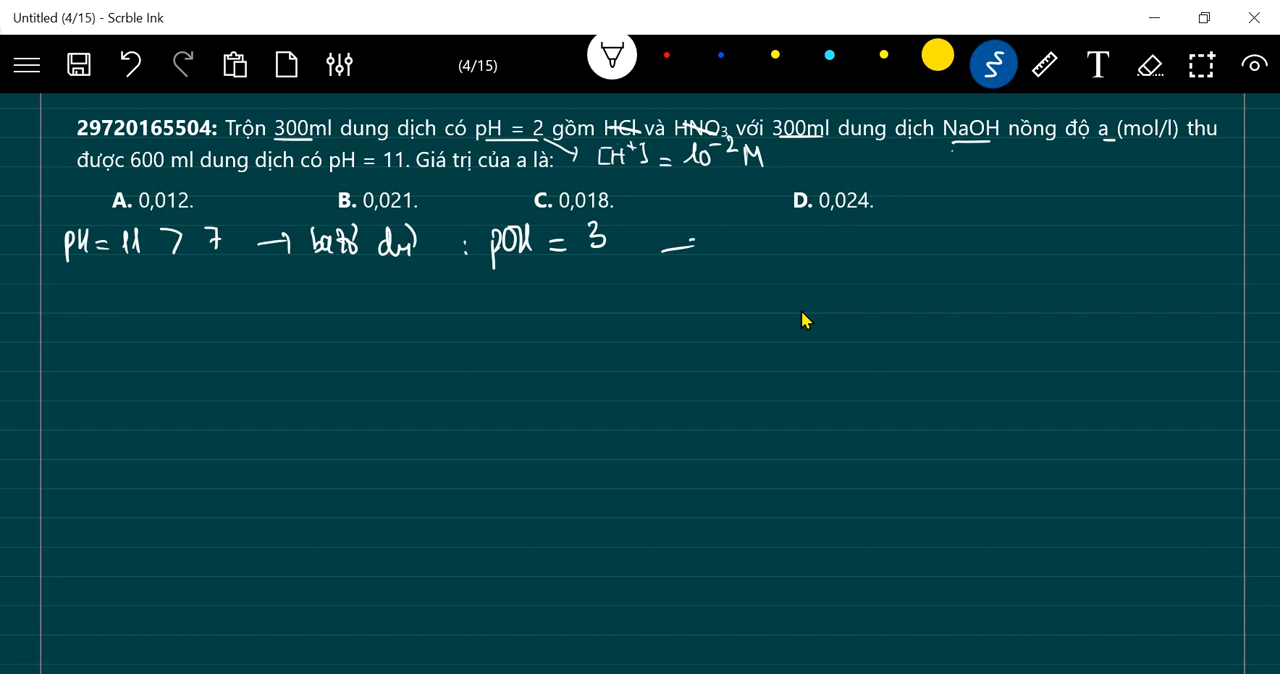 Untitled (4/15) - Scrble Ink
(4/15)
T
29720165504: Trộn 300ml dung dịch có pH = 2 gồm HCl và HNO₃ với 300ml dung dịch NaOH nồng độ a (mol/l) thu
được 600 ml dung dịch có pH = 11. Giá trị của a là: → [H⁺] = 10⁻² M
A. 0,012. B. 0,021. C. 0,018. D. 0,024.
pH = 11 > 7 → bazơ dư : pOH = 3